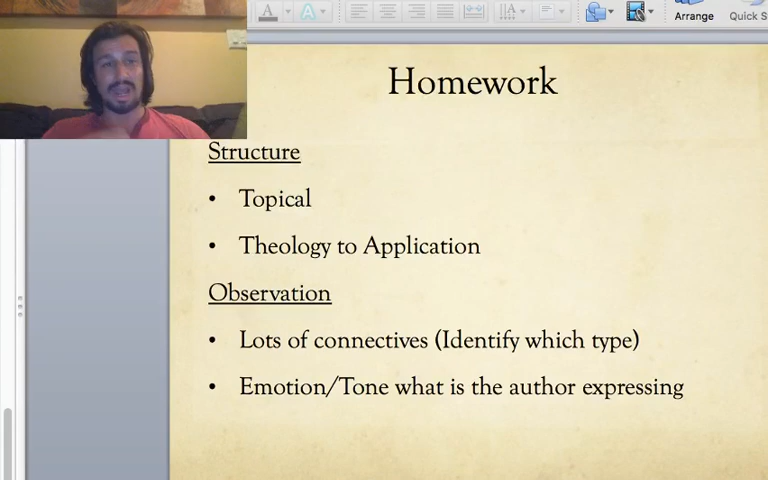 A A A
Arrange
Homework
Structure
• Topical
• Theology to Application
Observation
• Lots of connectives (Identify which type)
• Emotion/Tone what is the author expressing